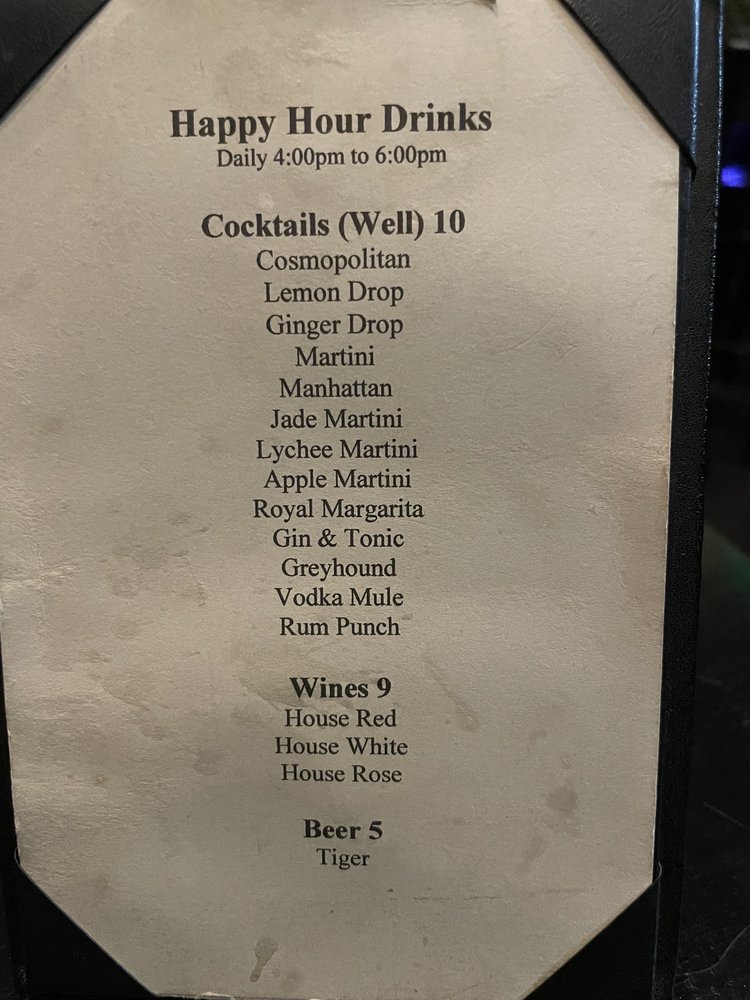 Happy Hour Drinks
Daily 4:00pm to 6:00pm
Cocktails (Well) 10
Cosmopolitan
Lemon Drop
Ginger Drop
Martini
Manhattan
Jade Martini
Lychee Martini
Apple Martini
Royal Margarita
Gin & Tonic
Greyhound
Vodka Mule
Rum Punch
Wines 9
House Red
House White
House Rose
Beer 5
Tiger